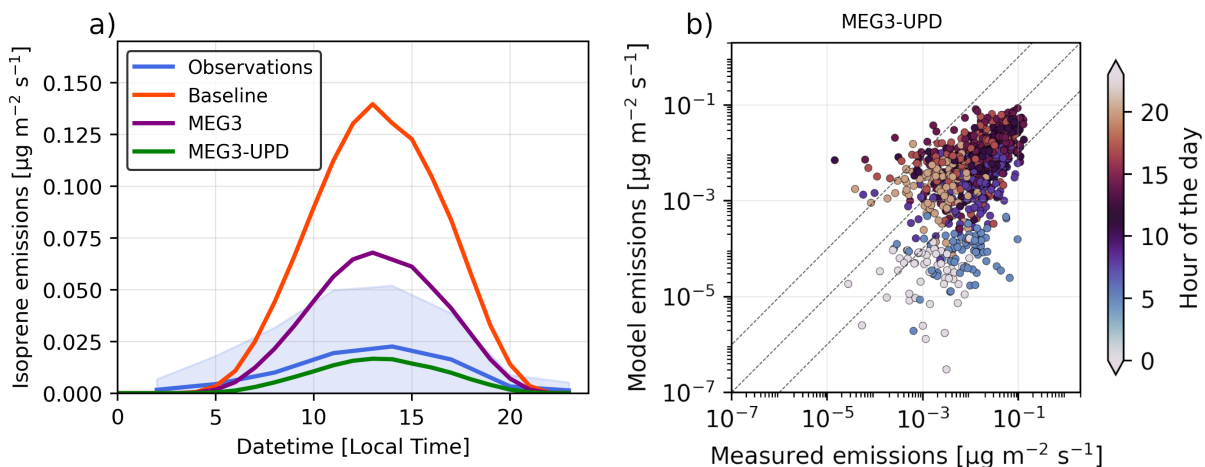 a)
Isoprene emissions [μg m⁻² s⁻¹]
0.150
0.125
0.100
0.075
0.050
0.025
0.000
Observations
Baseline
MEG3
MEG3-UPD
0 5 10 15 20
Datetime [Local Time]
b)
MEG3-UPD
Model emissions [μg m⁻² s⁻¹]
10⁻¹
10⁻³
10⁻⁵
10⁻⁷
10⁻⁷ 10⁻⁵ 10⁻³ 10⁻¹
Measured emissions [μg m⁻² s⁻¹]
20
15
10
5
0
Hour of the day